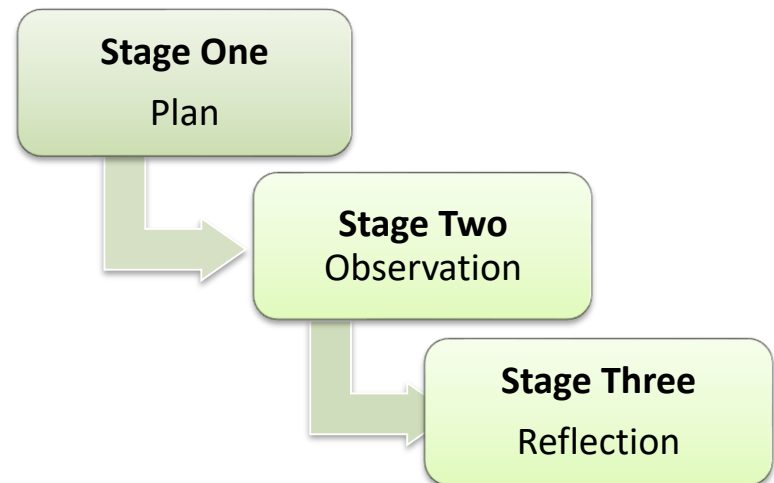 Stage One
Plan
Stage Two
Observation
Stage Three
Reflection